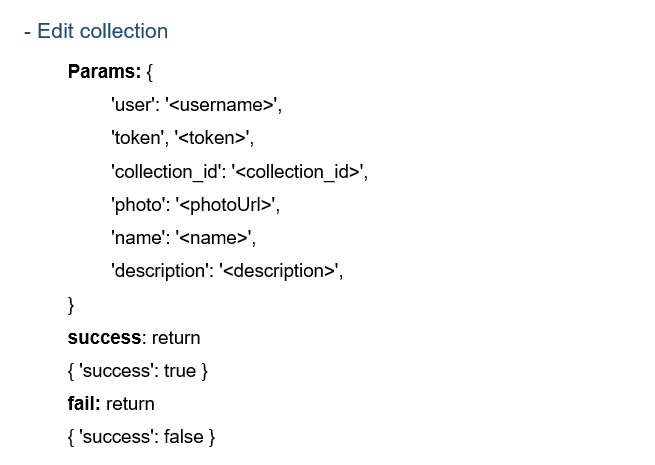 - Edit collection
Params: {
'user': '<username>',
'token', '<token>',
'collection_id': '<collection_id>',
'photo': '<photoUrl>',
'name': '<name>',
'description': '<description>',
}
success: return
{ 'success': true }
fail: return
{ 'success': false }